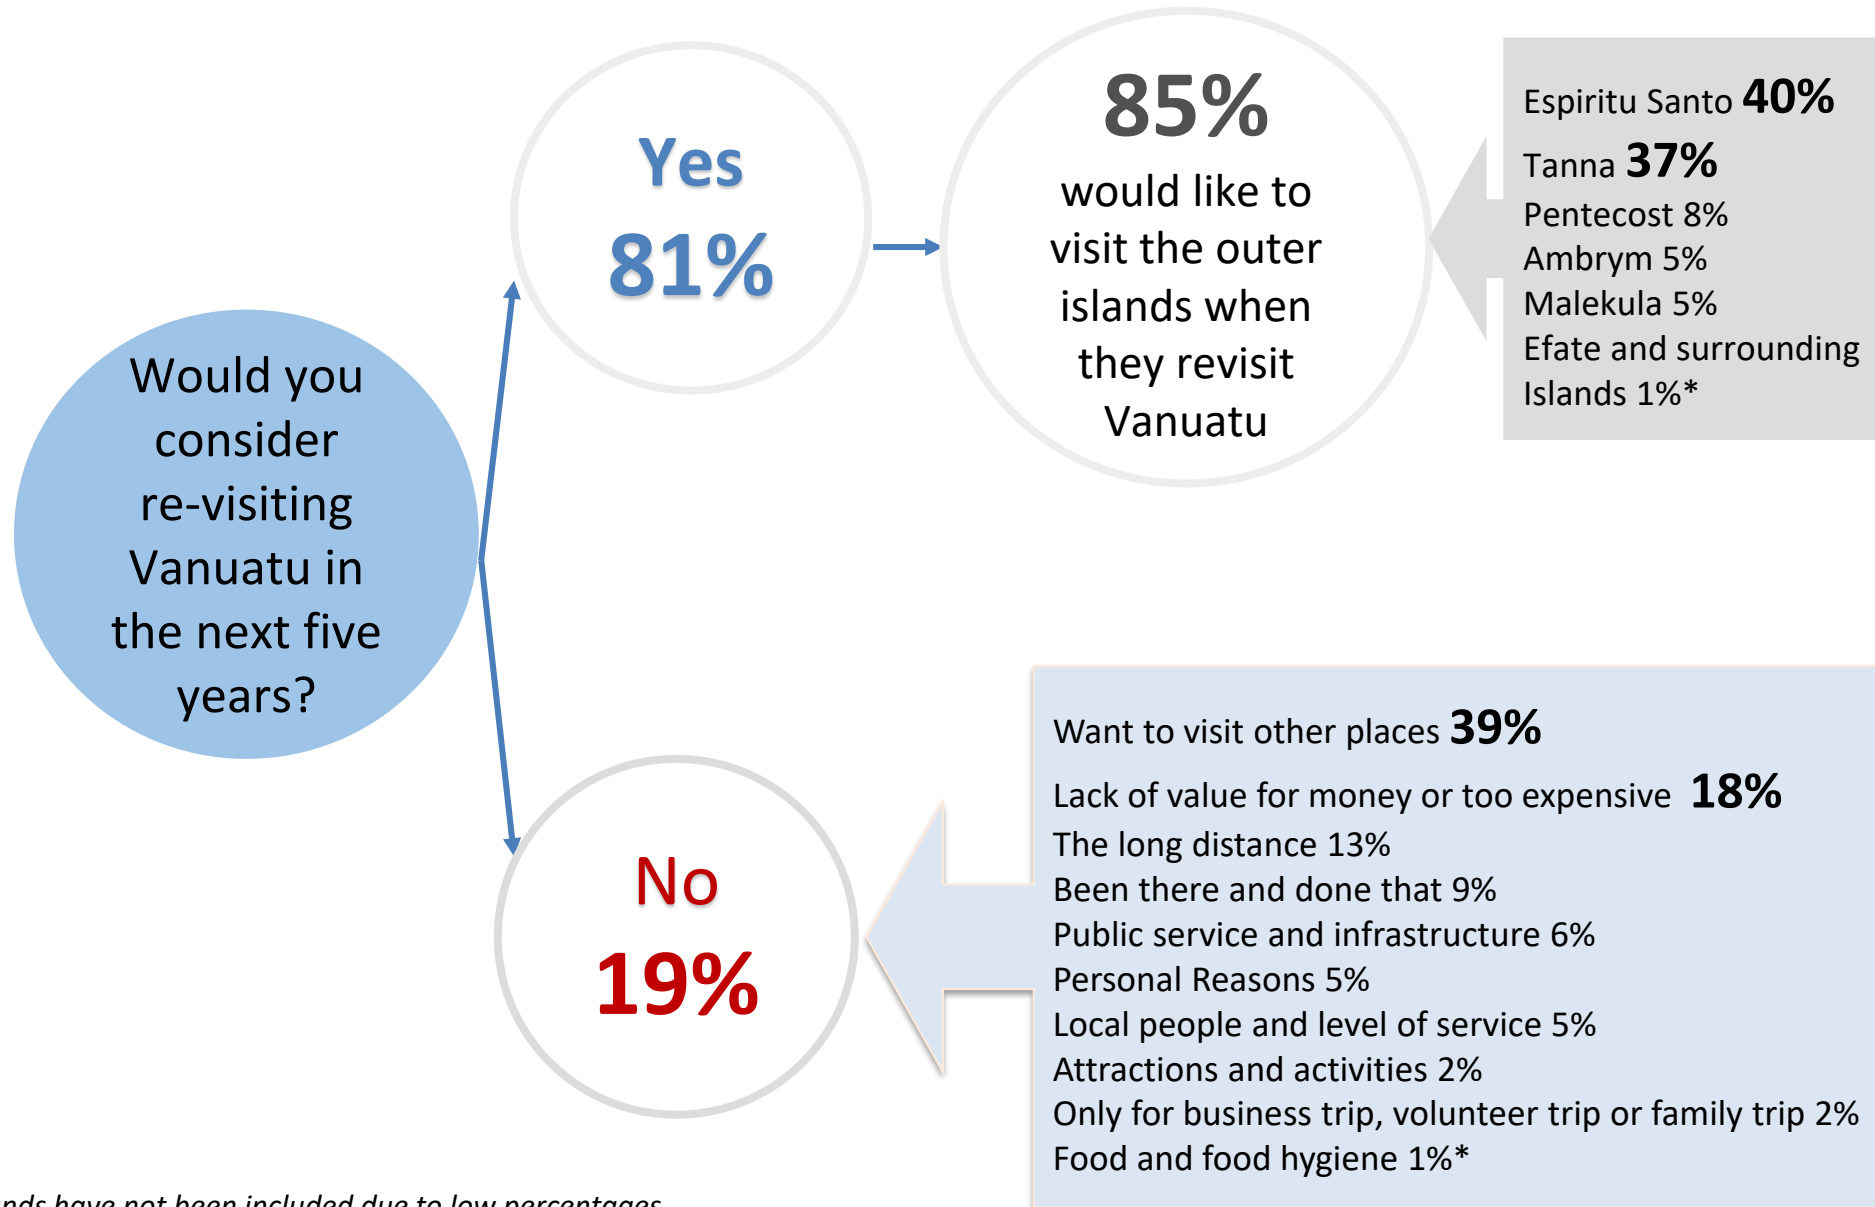 Would you
consider
re-visiting
Vanuatu in
the next five
years?
Yes
81%
85%
would like to
visit the outer
islands when
they revisit
Vanuatu
Espiritu Santo 40%
Tanna 37%
Pentecost 8%
Ambrym 5%
Malekula 5%
Efate and surrounding
Islands 1%*
No
19%
Want to visit other places 39%
Lack of value for money or too expensive 18%
The long distance 13%
Been there and done that 9%
Public service and infrastructure 6%
Personal Reasons 5%
Local people and level of service 5%
Attractions and activities 2%
Only for business trip, volunteer trip or family trip 2%
Food and food hygiene 1%*
have not been included due to low percentages